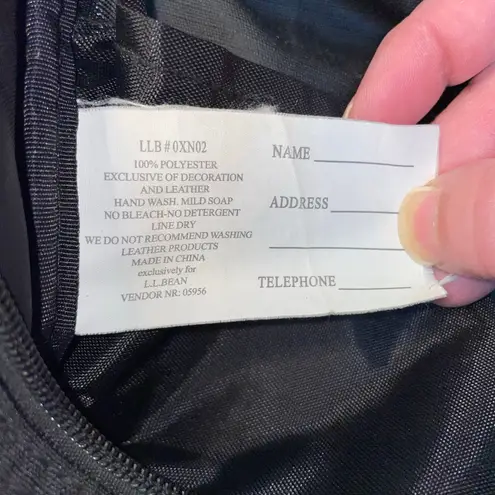 LLB#0XN02
100% POLYESTER
EXCLUSIVE OF DECORATION
AND LEATHER
HAND WASH. MILD SOAP
NO BLEACH-NO DETERGENT
LINE DRY
WE DO NOT RECOMMEND WASHING
LEATHER PRODUCTS
MADE IN CHINA
exclusively for
L.L.BEAN
VENDOR NR: 05956
NAME
ADDRESS
TELEPHONE